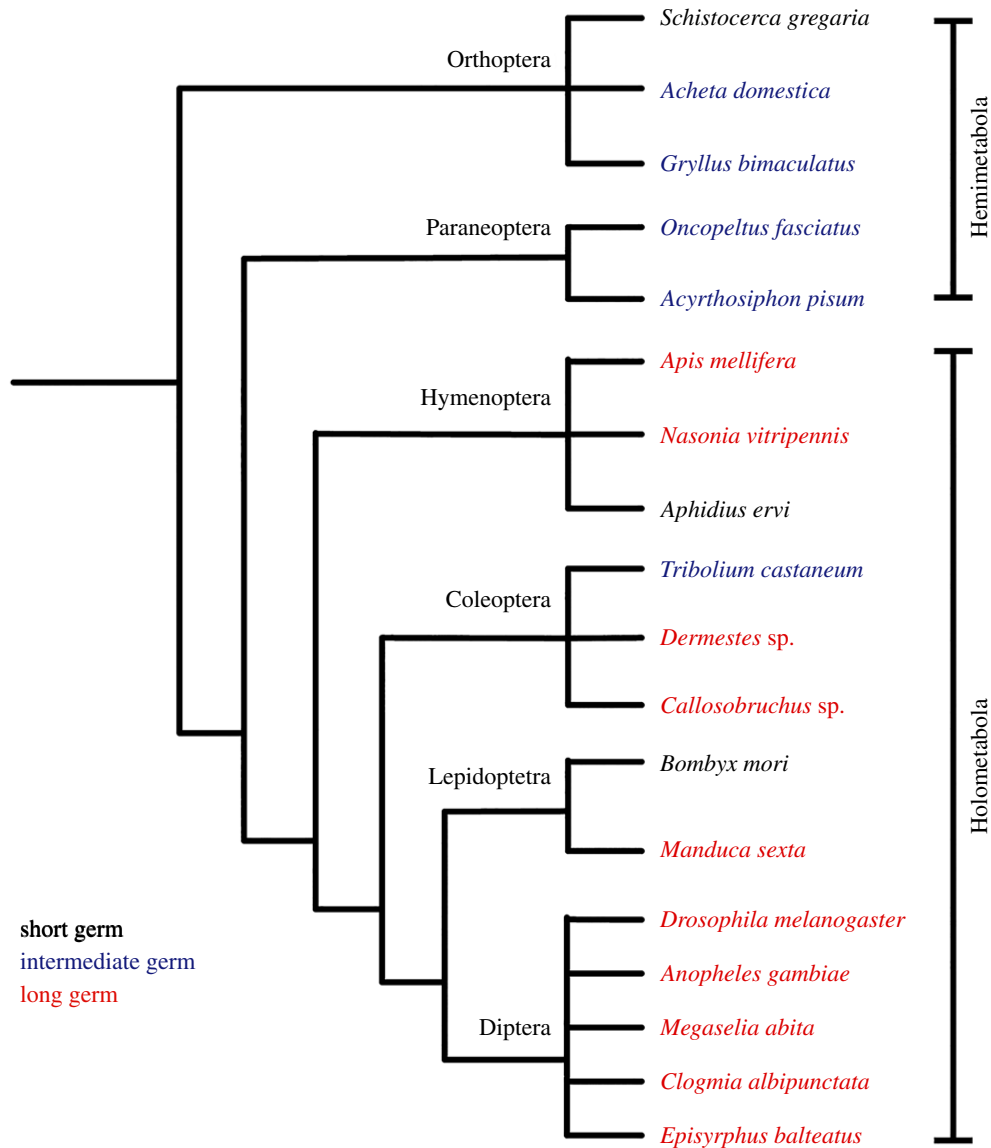 Orthoptera
Schistocerca gregaria
Acheta domestica
Gryllus bimaculatus
Paraneoptera
Oncopeltus fasciatus
Acyrthosiphon pisum
Hemimetabola
Hymenoptera
Apis mellifera
Nasonia vitripennis
Aphidius ervi
Coleoptera
Tribolium castaneum
Dermestes sp.
Callosobruchus sp.
Lepidoptetra
Bombyx mori
Manduca sexta
Diptera
Drosophila melanogaster
Anopheles gambiae
Megaselia abita
Clogmia albipunctata
Episyrphus balteatus
Holometabola
short germ
intermediate germ
long germ